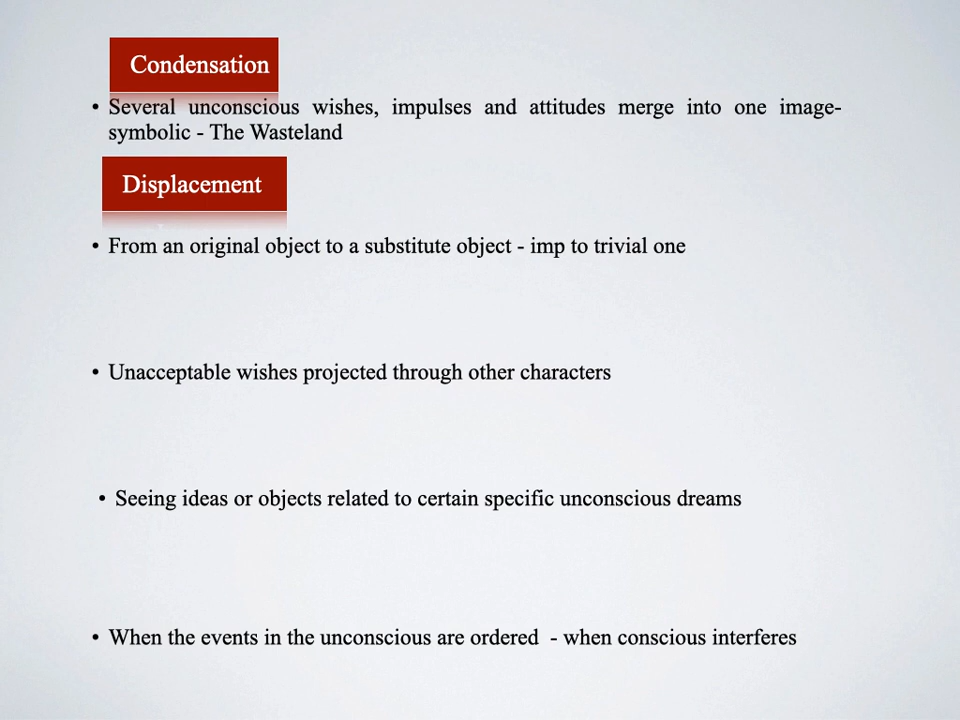 Condensation
• Several unconscious wishes, impulses and attitudes merge into one image-
symbolic - The Wasteland
Displacement
• From an original object to a substitute object - imp to trivial one
• Unacceptable wishes projected through other characters
• Seeing ideas or objects related to certain specific unconscious dreams
• When the events in the unconscious are ordered - when conscious interferes